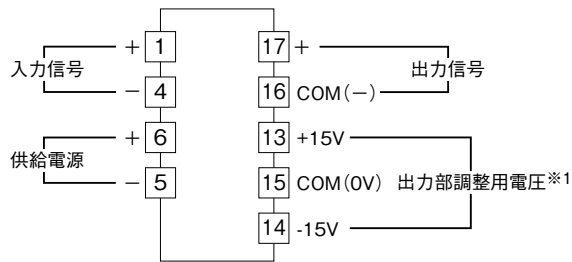 入力信号
+ 1
− 4
供給電源
+ 6
− 5
17 +
16 COM(−)
出力信号
13 +15V
15 COM(0V)
14 -15V
出力部調整用電圧※1